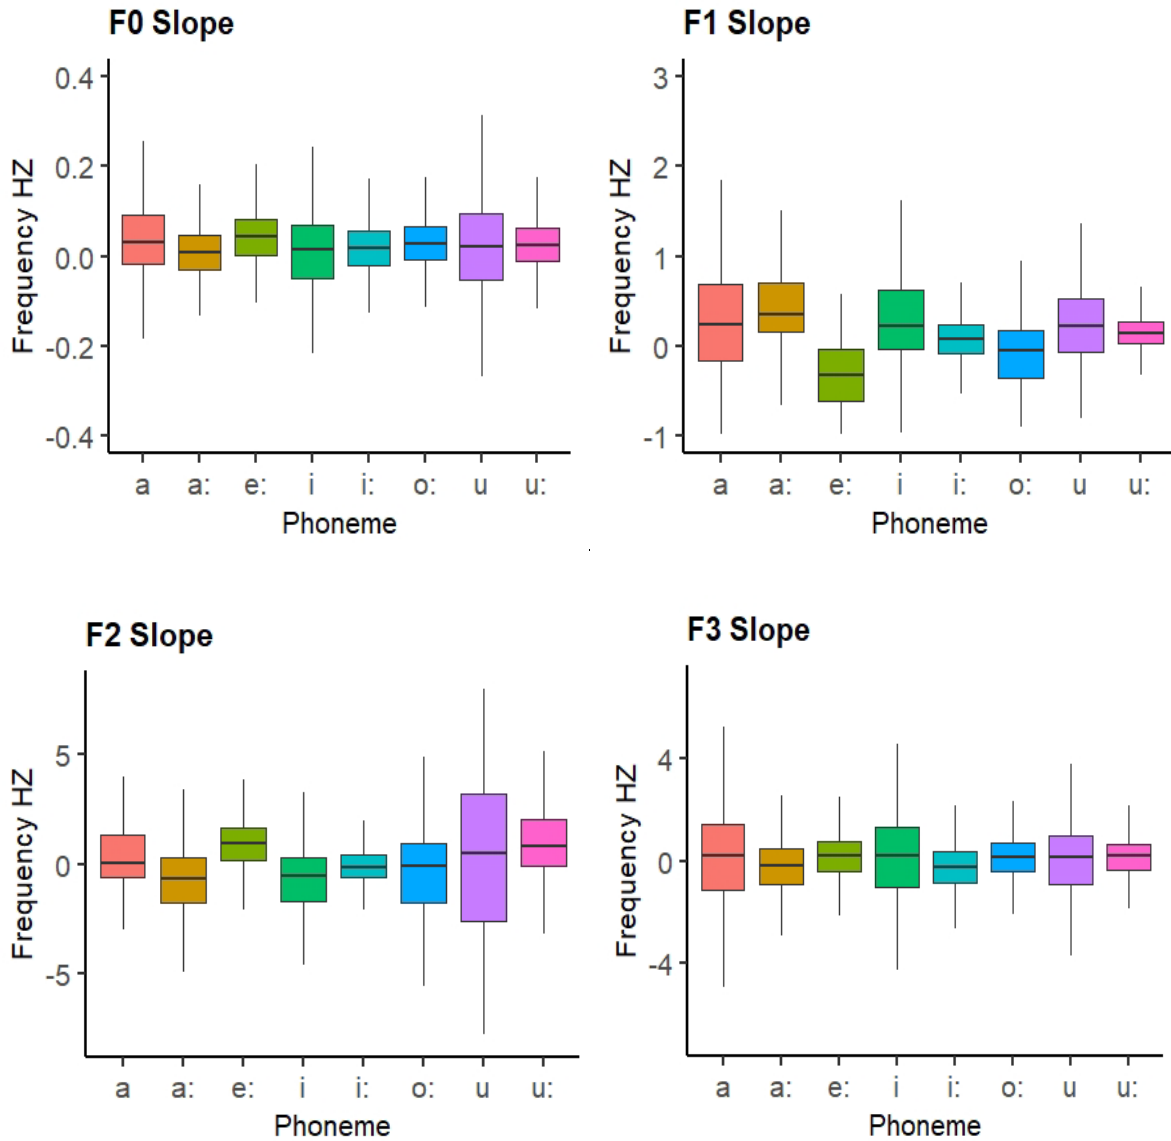 F0 Slope
Frequency HZ
0.4
0.2
0.0
-0.2
-0.4
a a: e: i i: o: u u:
Phoneme
F1 Slope
Frequency HZ
3
2
1
0
-1
a a: e: i i: o: u u:
Phoneme
F2 Slope
Frequency HZ
5
0
-5
a a: e: i i: o: u u:
Phoneme
F3 Slope
Frequency HZ
4
0
-4
a a: e: i i: o: u u:
Phoneme